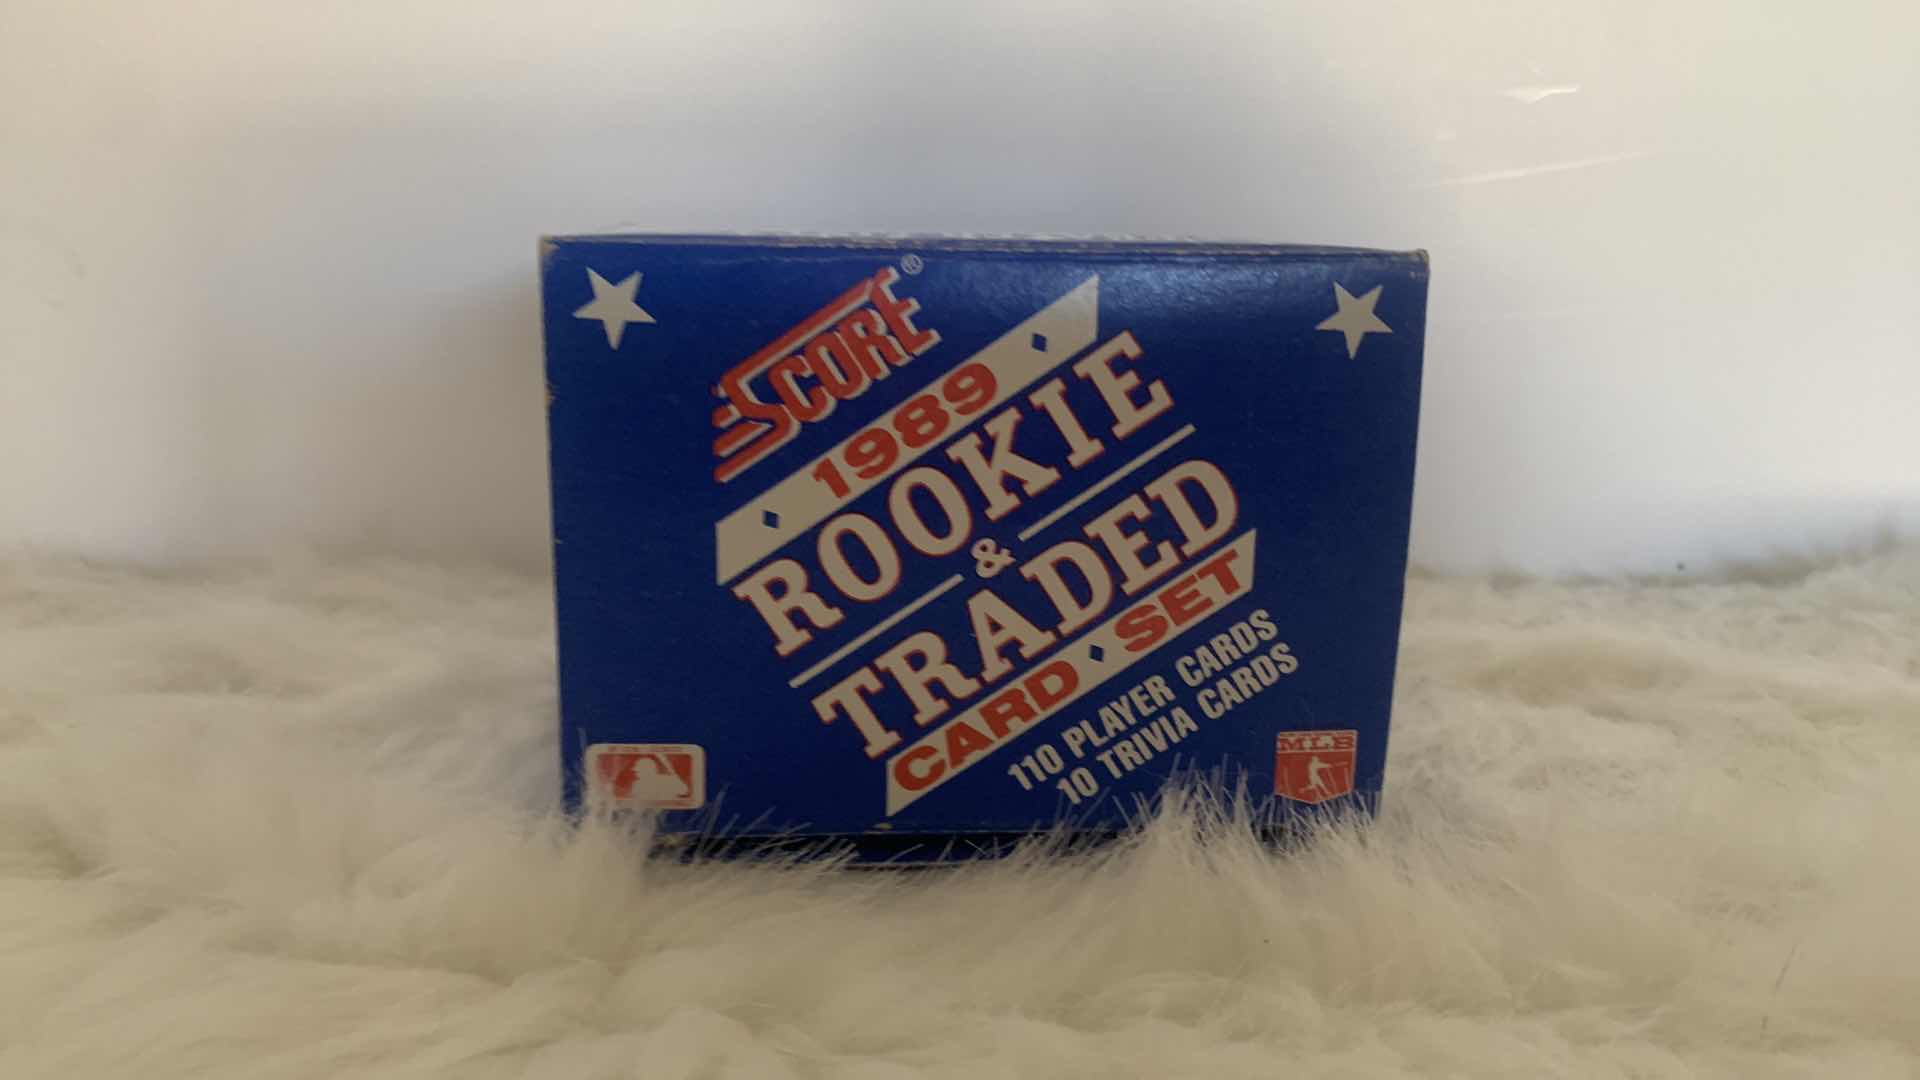 SCORE®
1989
ROOKIE
&
TRADED
CARD • SET
110 PLAYER CARDS
10 TRIVIA CARDS
MLB